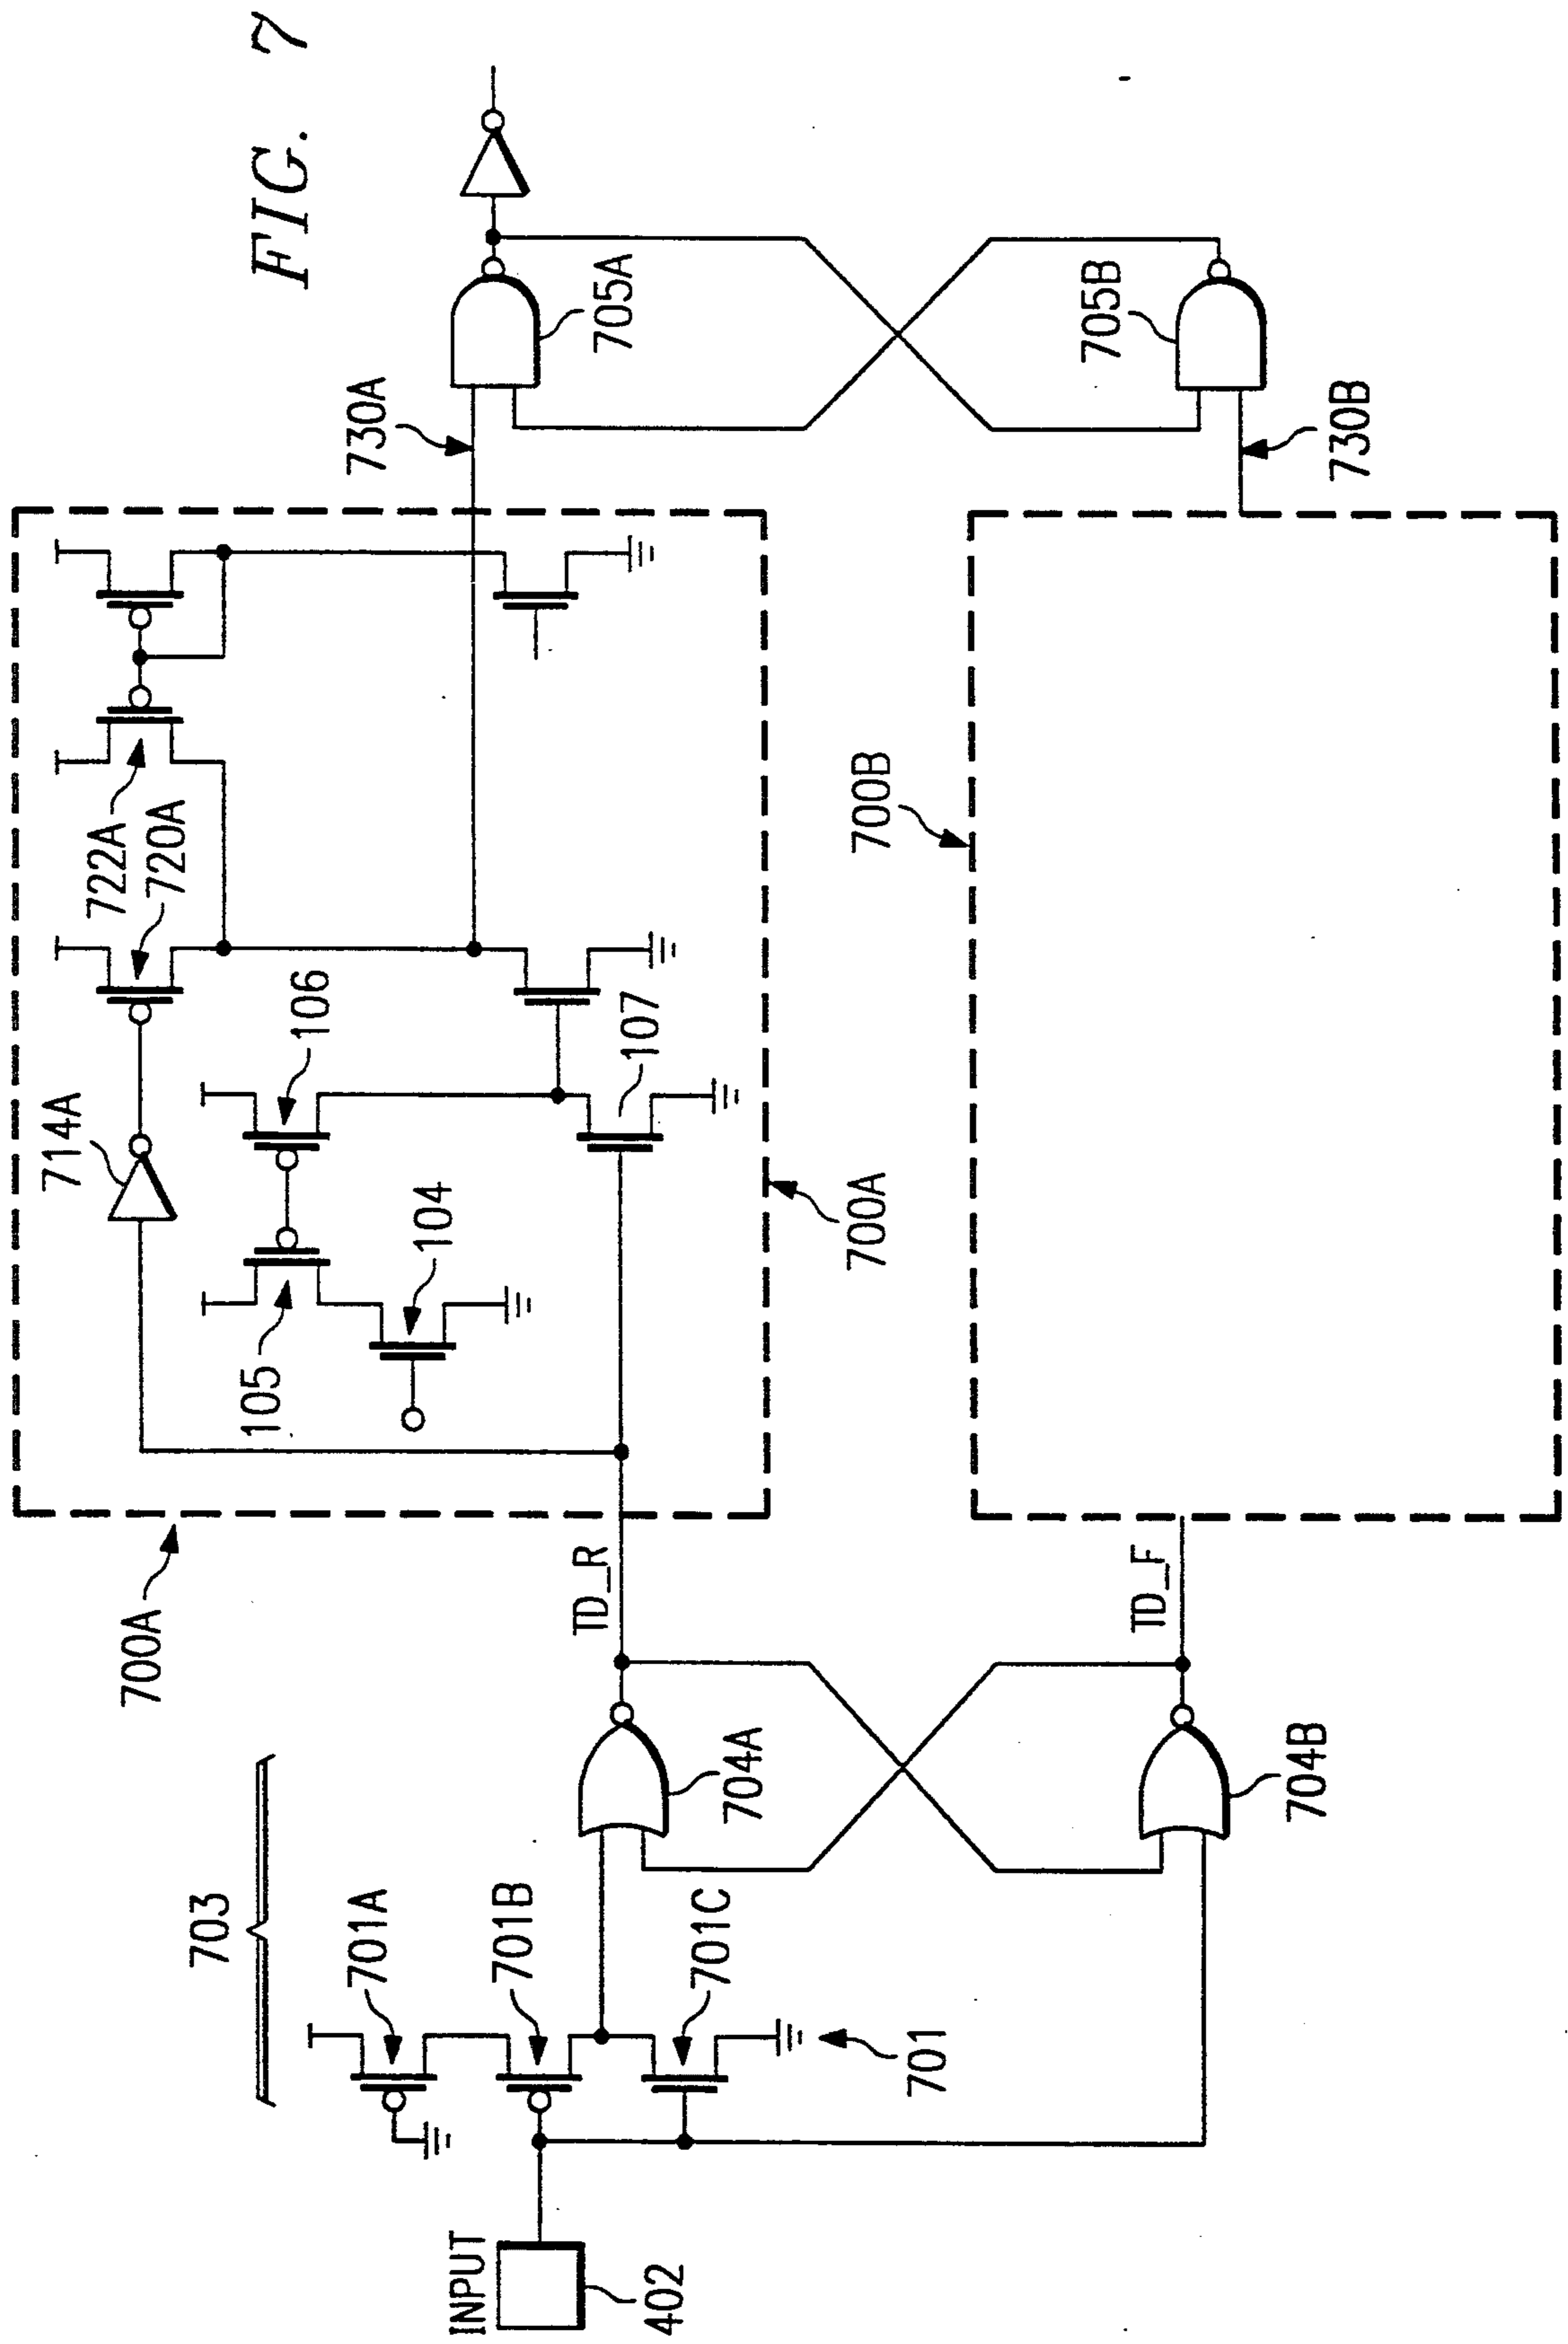 FIG. 7
703
INPUT
402
701A
701B
701C
701
704A
704B
TD_R
TD_F
700A
714A
105
104
106
107
722A
720A
700A
700B
730A
730B
705A
705B